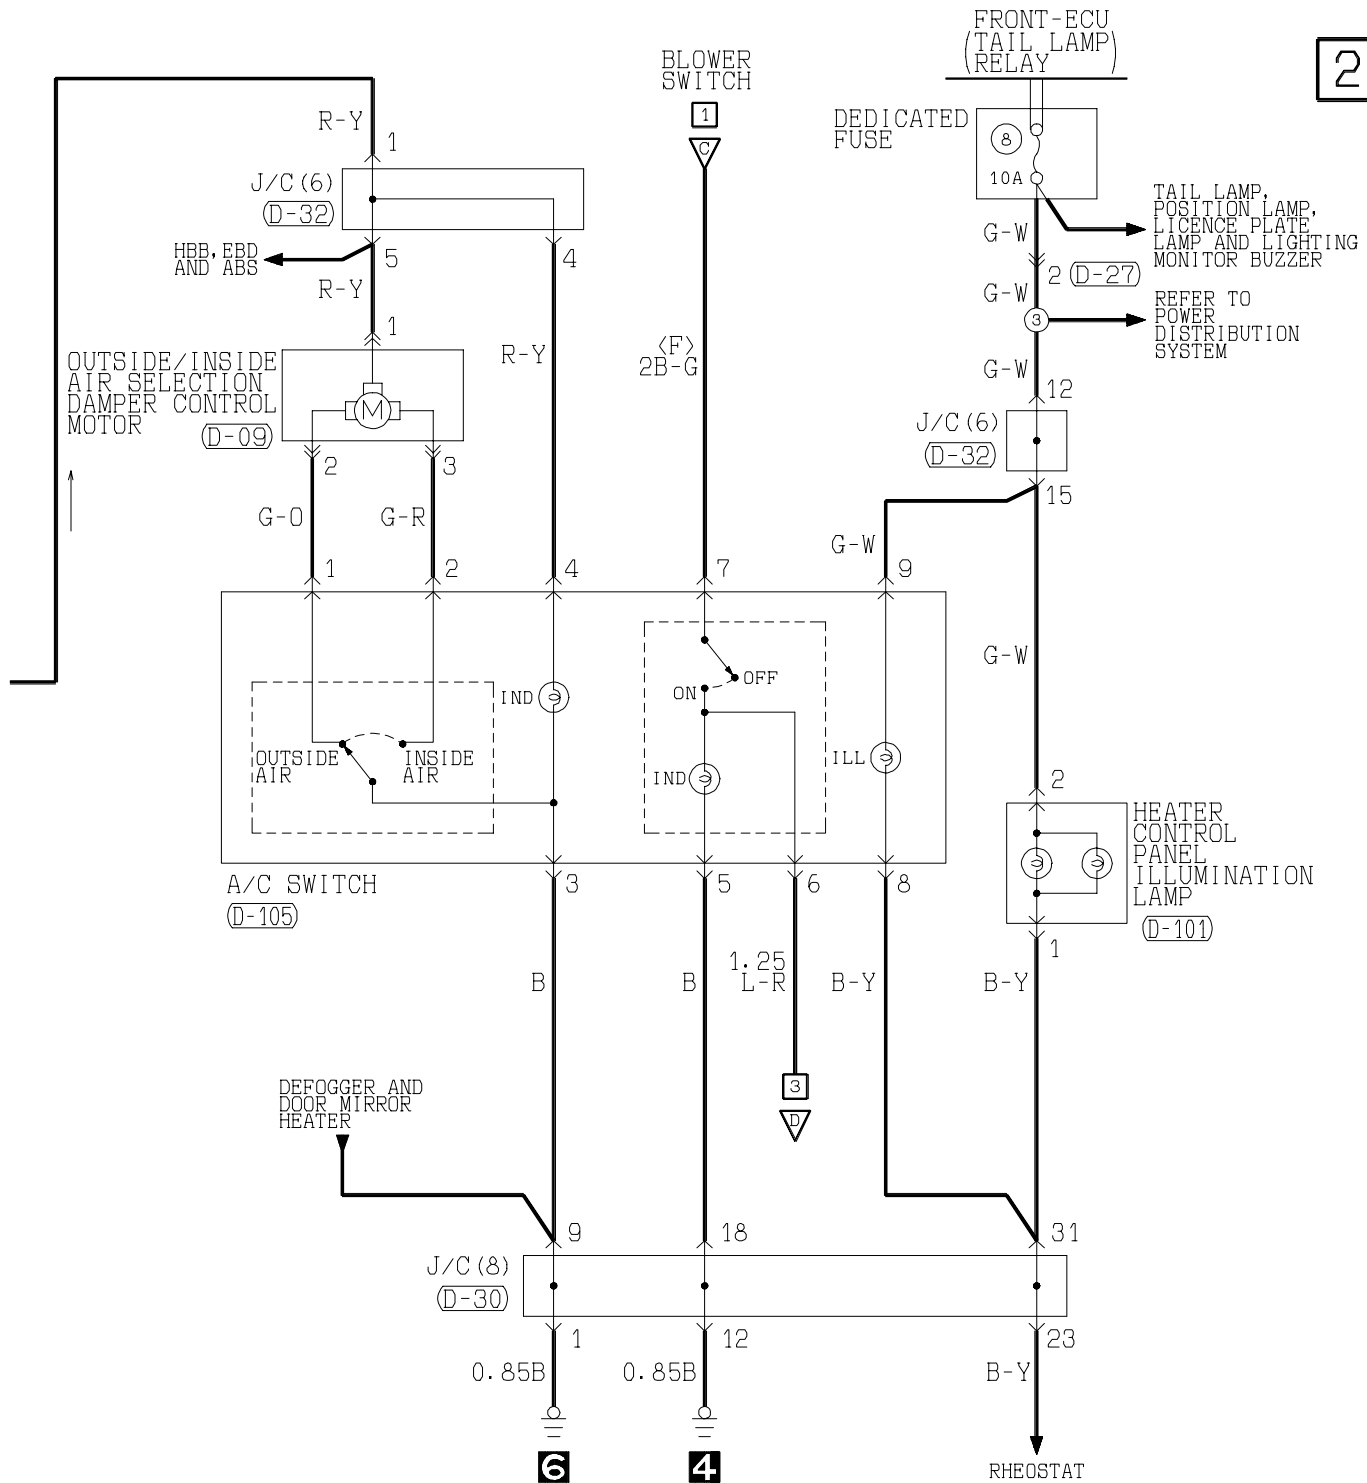 FRONT-ECU
(TAIL LAMP)
RELAY
2
BLOWER
SWITCH
1
C
DEDICATED
FUSE
8
10A
R-Y
1
J/C(6)
(D-32)
HBB, EBD
AND ABS
5
4
R-Y
1
TAIL LAMP,
POSITION LAMP,
LICENCE PLATE
LAMP AND LIGHTING
MONITOR BUZZER
G-W
2
(D-27)
G-W
3
REFER TO
POWER
DISTRIBUTION
SYSTEM
G-W
12
J/C(6)
(D-32)
15
OUTSIDE/INSIDE
AIR SELECTION
DAMPER CONTROL
MOTOR
(D-09)
M
2
3
R-Y
<F>
2B-G
G-O
G-R
G-W
1
2
4
7
9
G-W
OUTSIDE
AIR
INSIDE
AIR
IND
OFF
ON
IND
ILL
2
HEATER
CONTROL
PANEL
ILLUMINATION
LAMP
(D-101)
1
A/C SWITCH
(D-105)
3
5
6
8
B
B
1.25
L-R
B-Y
B-Y
3
D
DEFOGGER AND
DOOR MIRROR
HEATER
9
18
31
J/C(8)
(D-30)
1
12
23
0.85B
0.85B
B-Y
6
4
RHEOSTAT